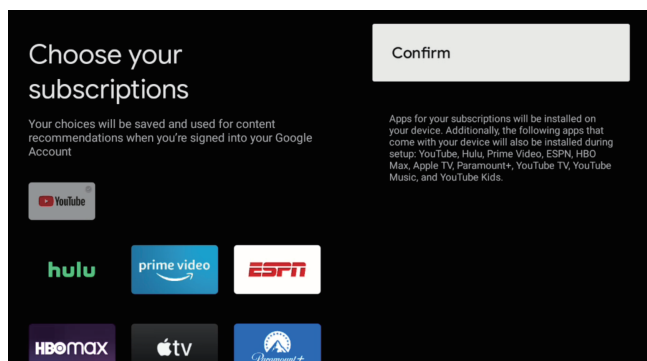 Choose your
subscriptions
Your choices will be saved and used for content
recommendations when you're signed into your Google
Account
YouTube
hulu
prime video
ESPN
HBOMAX
tv
Paramount+
Confirm
Apps for your subscriptions will be installed on
your device. Additionally, the following apps that
come with your device will also be installed during
setup: YouTube, Hulu, Prime Video, ESPN, HBO
Max, Apple TV, Paramount+, YouTube TV, YouTube
Music, and YouTube Kids.